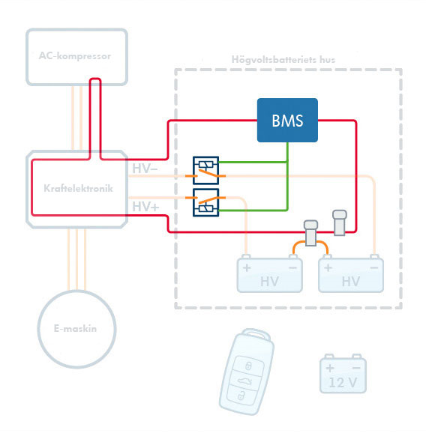 AC-kompressor
Högvoltsbatteriets hus
BMS
HV–
Kraftelektronik
HV+
+ –
HV
+ –
HV
E-maskin
+ –
12 V